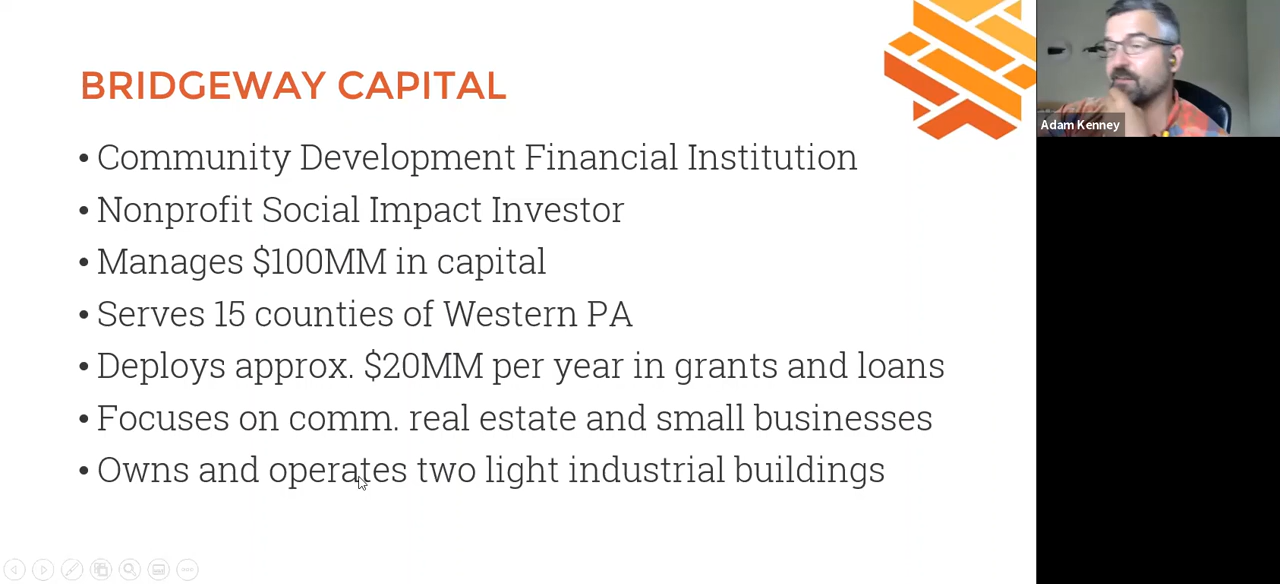 BRIDGEWAY CAPITAL
• Community Development Financial Institution
• Nonprofit Social Impact Investor
• Manages $100MM in capital
• Serves 15 counties of Western PA
• Deploys approx. $20MM per year in grants and loans
• Focuses on comm. real estate and small businesses
• Owns and operates two light industrial buildings
Adam Kenney